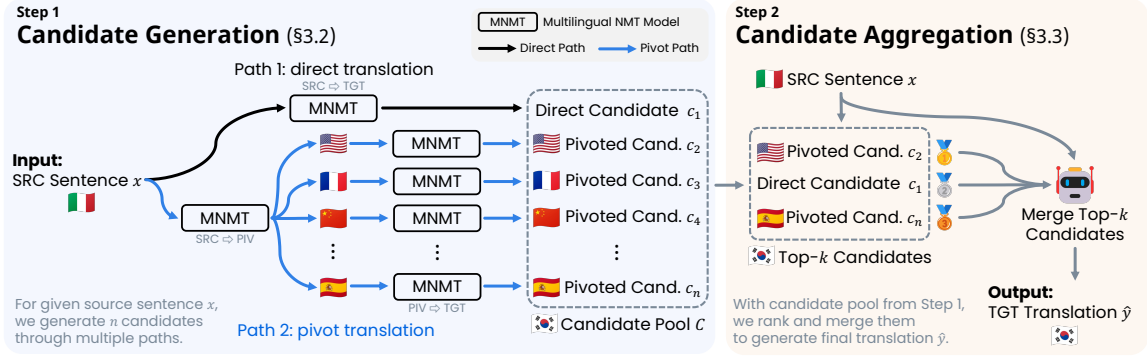 Step 1
Candidate Generation (§3.2)
MNMT Multilingual NMT Model
Direct Path Pivot Path
Path 1: direct translation
SRC ⇨ TGT
MNMT
Direct Candidate c₁
MNMT Pivoted Cand. c₂
Input:
SRC Sentence x
MNMT Pivoted Cand. c₃
MNMT
SRC ⇨ PIV
MNMT Pivoted Cand. c₄
⋮ ⋮ ⋮
MNMT Pivoted Cand. cₙ
PIV ⇨ TGT
For given source sentence x,
we generate n candidates
through multiple paths.
Path 2: pivot translation
Candidate Pool C
Step 2
Candidate Aggregation (§3.3)
SRC Sentence x
Pivoted Cand. c₂ 1
Direct Candidate c₁ 2
Pivoted Cand. cₙ 3
Top-k Candidates
Merge Top-k
Candidates
Output:
TGT Translation ŷ
With candidate pool from Step 1,
we rank and merge them
to generate final translation ŷ.